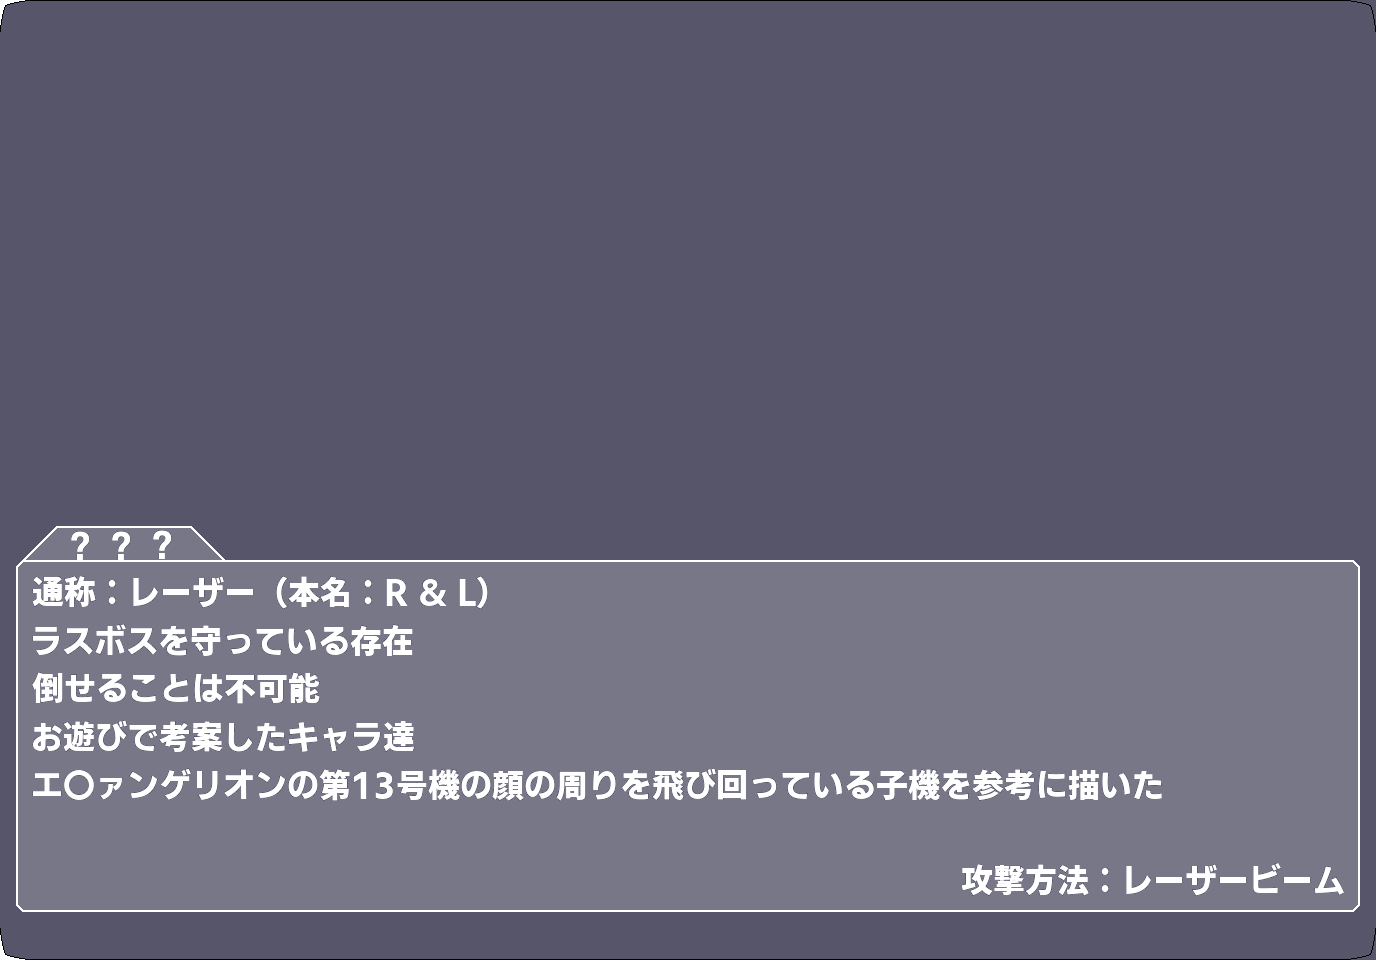 ？？？
通称：レーザー（本名：R ＆ L）
ラスボスを守っている存在
倒せることは不可能
お遊びで考案したキャラ達
エ〇ァンゲリオンの第13号機の顔の周りを飛び回っている子機を参考に描いた
攻撃方法：レーザービーム